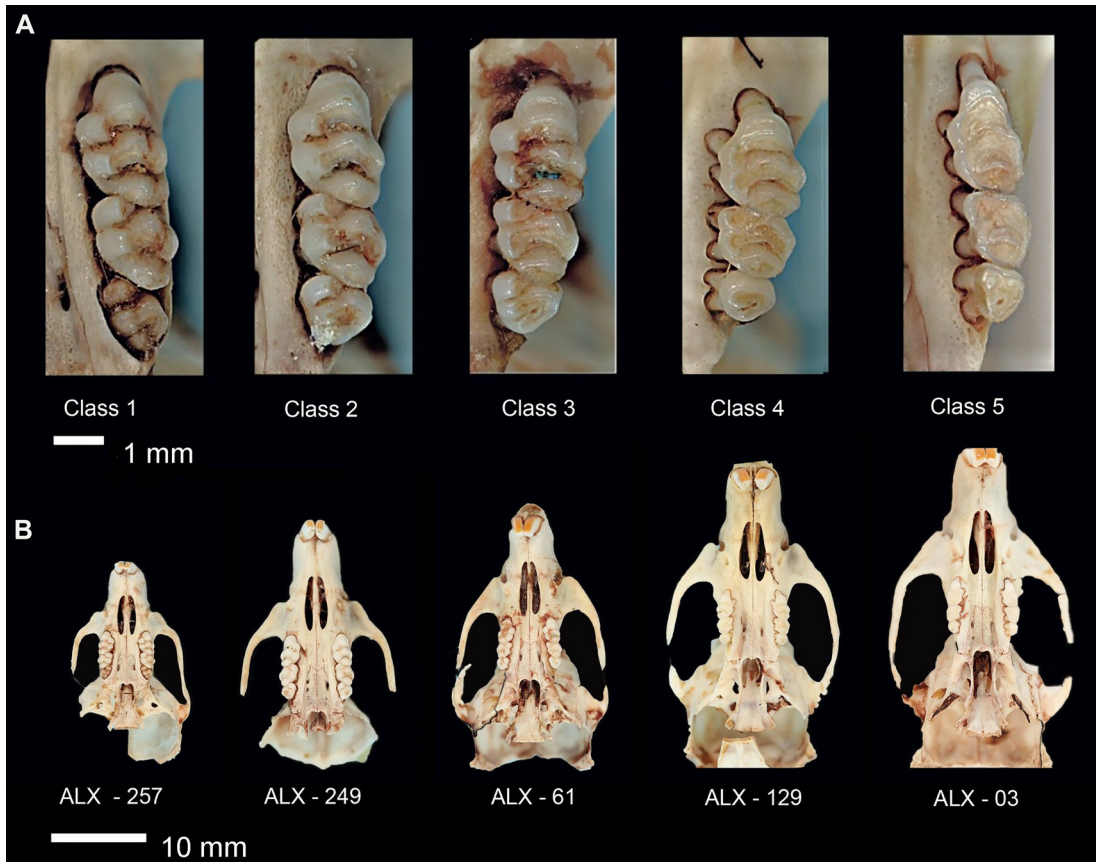 A
Class 1
Class 2
Class 3
Class 4
Class 5
1 mm
B
ALX - 257
ALX - 249
ALX - 61
ALX - 129
ALX - 03
10 mm